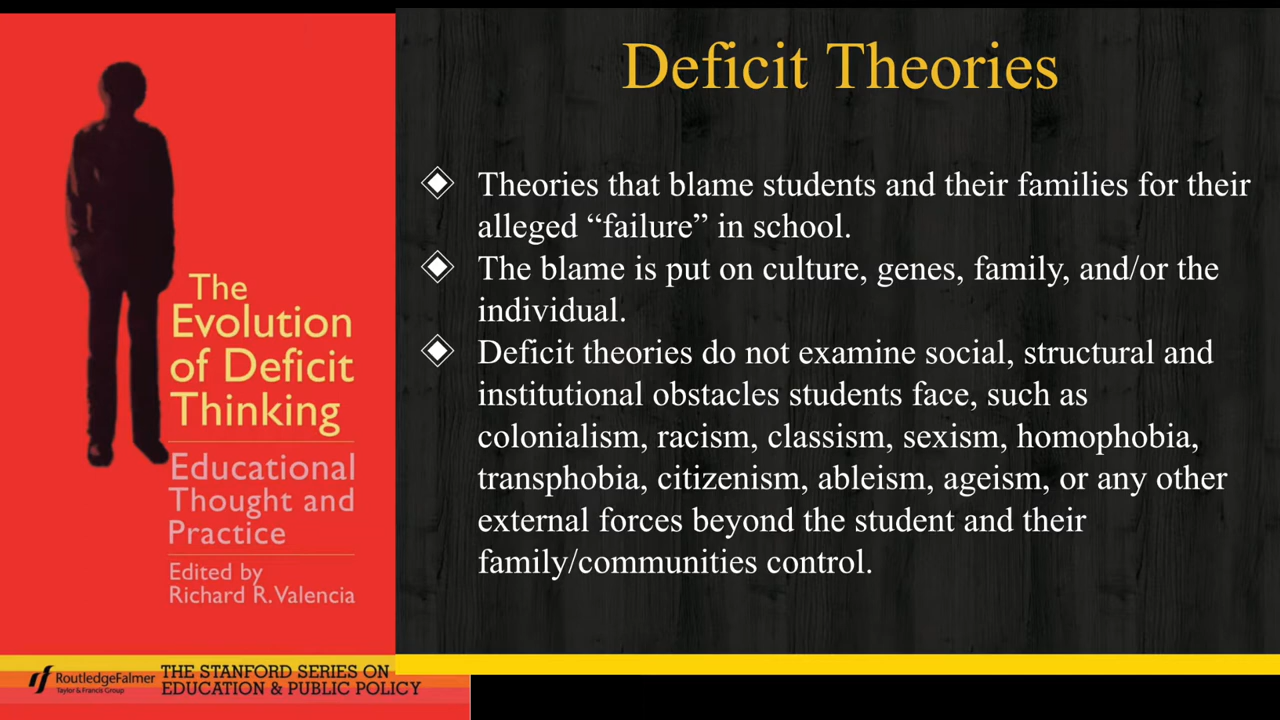 The
Evolution
of Deficit
Thinking
Educational
Thought and
Practice
Edited by
Richard R. Valencia
RoutledgeFalmer
Taylor & Francis Group
THE STANFORD SERIES ON
EDUCATION & PUBLIC POLICY
Deficit Theories
Theories that blame students and their families for their
alleged “failure” in school.
The blame is put on culture, genes, family, and/or the
individual.
Deficit theories do not examine social, structural and
institutional obstacles students face, such as
colonialism, racism, classism, sexism, homophobia,
transphobia, citizenism, ableism, ageism, or any other
external forces beyond the student and their
family/communities control.